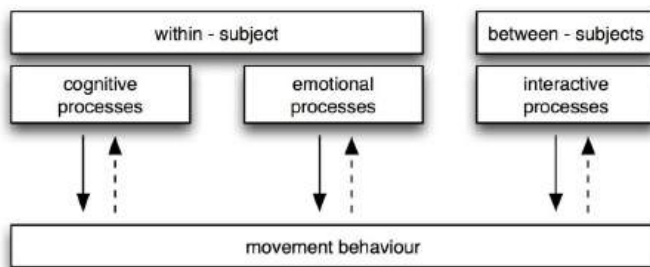 within - subject
between - subjects
cognitive
processes
emotional
processes
interactive
processes
movement behaviour